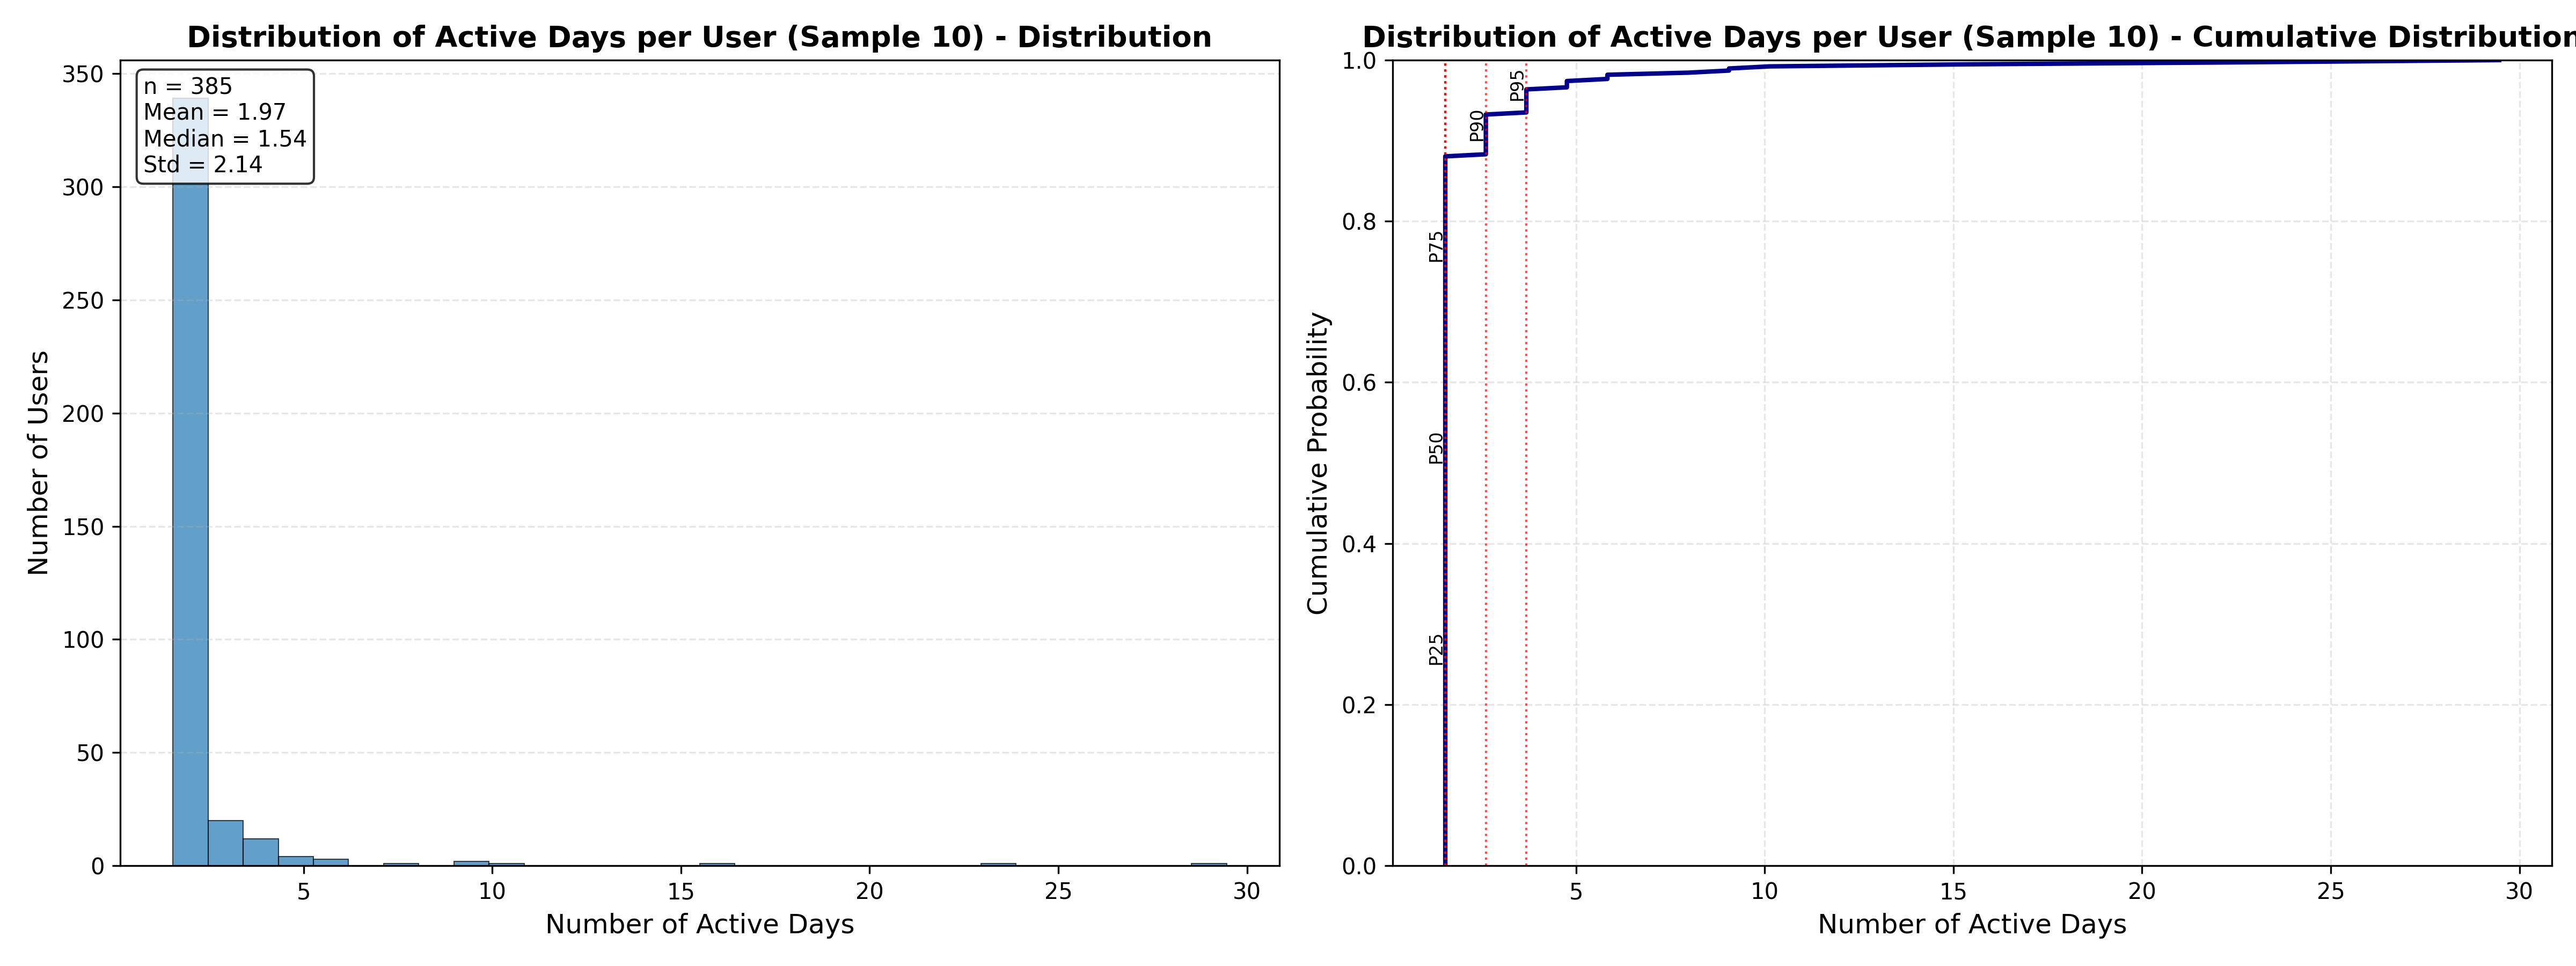 Distribution of Active Days per User (Sample 10) - Distribution
350
300
250
200
150
100
50
0
Number of Users
n = 385
Mean = 1.97
Median = 1.54
Std = 2.14
5
10
15
20
25
30
Number of Active Days
Distribution of Active Days per User (Sample 10) - Cumulative Distribution
1.0
0.8
0.6
0.4
0.2
0.0
Cumulative Probability
P95
P90
P75
P50
P25
5
10
15
20
25
30
Number of Active Days